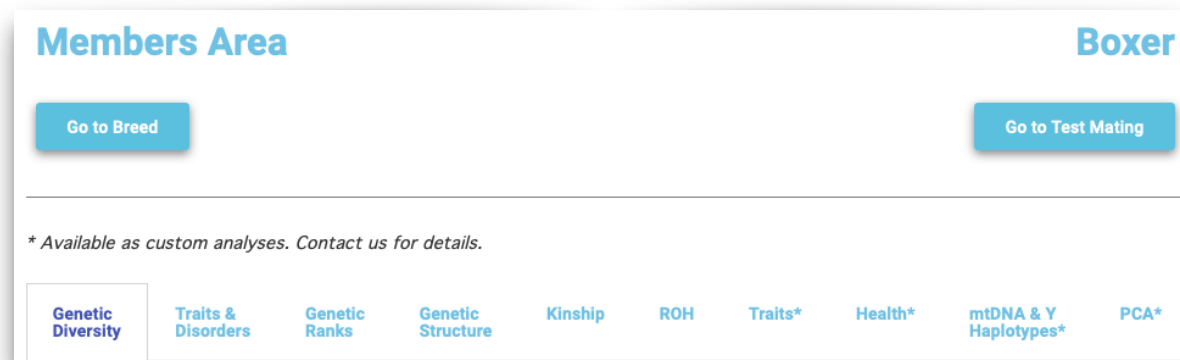 Members Area
Boxer
Go to Breed
Go to Test Mating
* Available as custom analyses. Contact us for details.
Genetic Diversity
Traits & Disorders
Genetic Ranks
Genetic Structure
Kinship
ROH
Traits*
Health*
mtDNA & Y Haplotypes*
PCA*